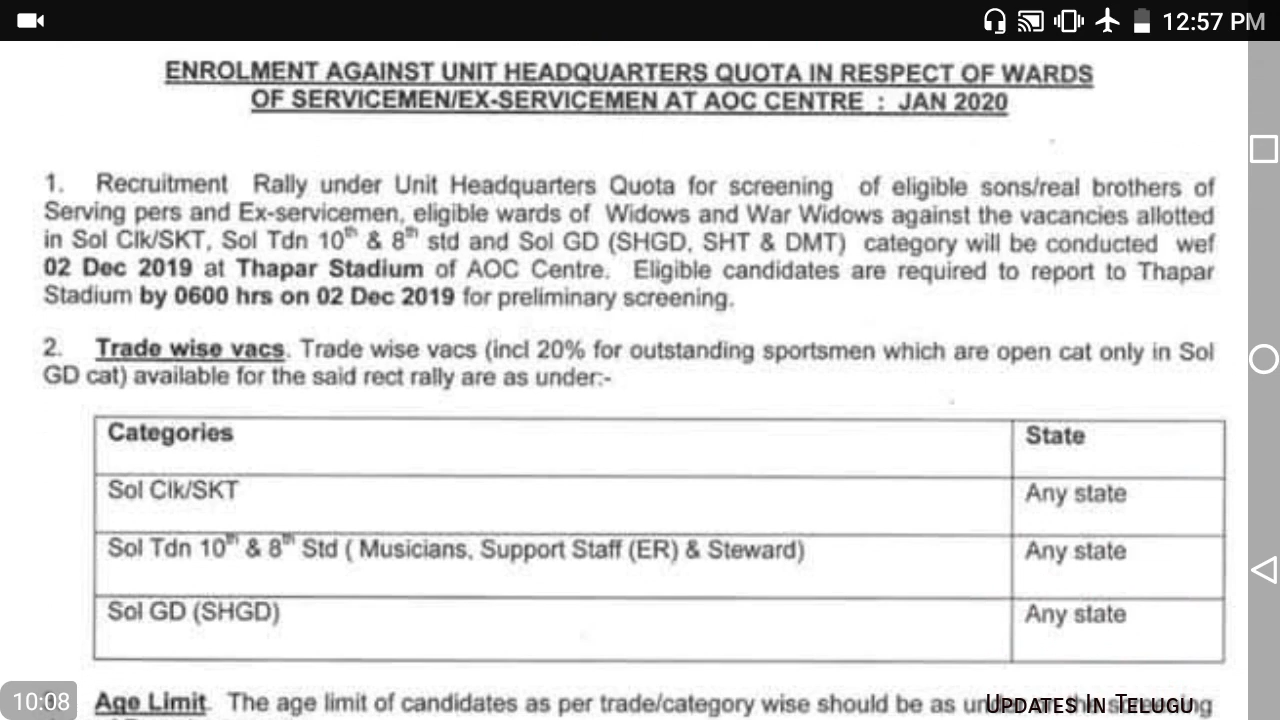 12:57 PM
ENROLMENT AGAINST UNIT HEADQUARTERS QUOTA IN RESPECT OF WARDS
OF SERVICEMEN/EX-SERVICEMEN AT AOC CENTRE : JAN 2020
1. Recruitment Rally under Unit Headquarters Quota for screening of eligible sons/real brothers of
Serving pers and Ex-servicemen, eligible wards of Widows and War Widows against the vacancies allotted
in Sol Clk/SKT, Sol Tdn 10th & 8th std and Sol GD (SHGD, SHT & DMT) category will be conducted wef
02 Dec 2019 at Thapar Stadium of AOC Centre. Eligible candidates are required to report to Thapar
Stadium by 0600 hrs on 02 Dec 2019 for preliminary screening.
2. Trade wise vacs. Trade wise vacs (incl 20% for outstanding sportsmen which are open cat only in Sol
GD cat) available for the said rect rally are as under:-
Categories State
Sol Clk/SKT Any state
Sol Tdn 10th & 8th Std ( Musicians, Support Staff (ER) & Steward) Any state
Sol GD (SHGD) Any state
10:08
Age Limit. The age limit of candidates as per trade/category wise should be as
UPDATES IN TELUGU